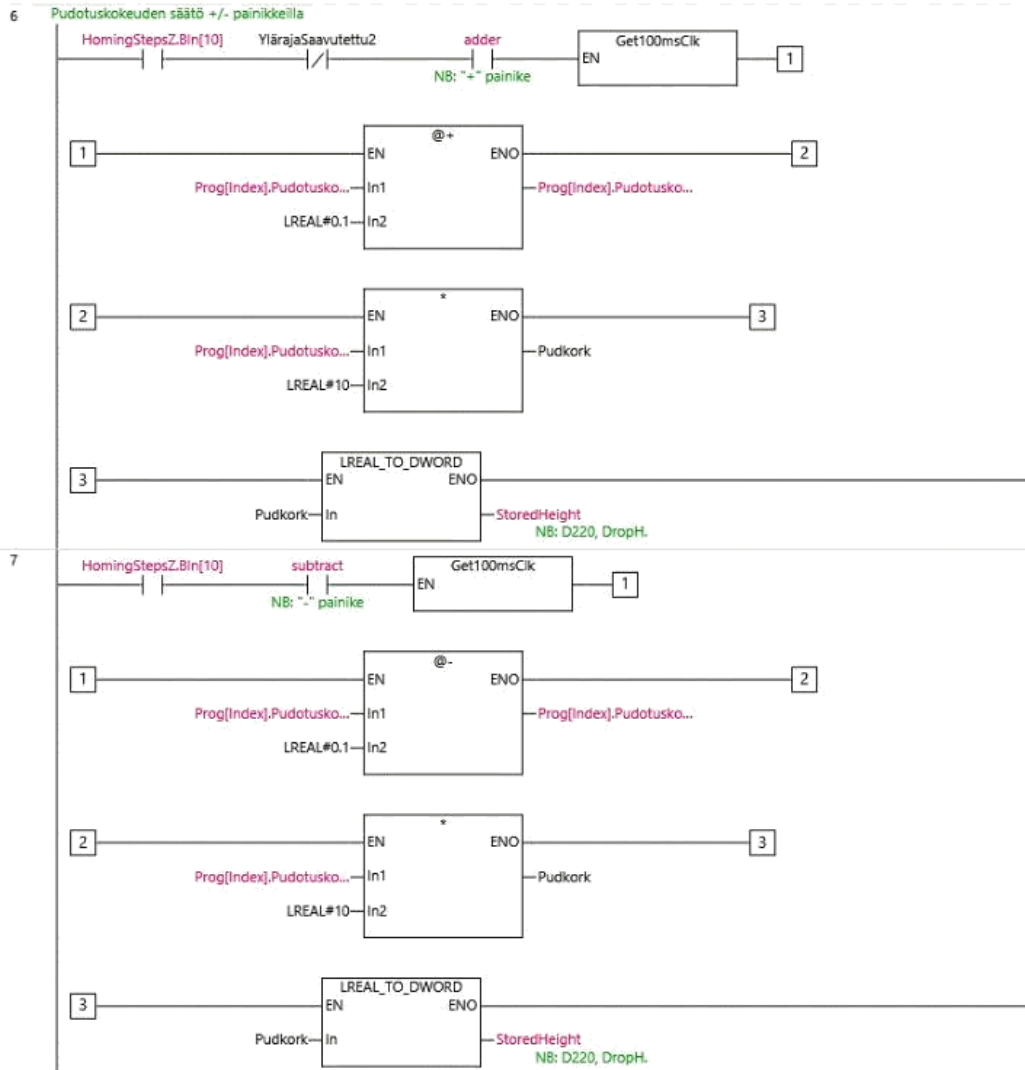 6 Pudotuskokeuden säätö +/- painikkeilla
HomingStepsZ.BIn[10] YlärajaSaavutettu2 adder Get100msClk
EN 1
NB: "+" painike
@+
1 EN ENO 2
Prog[Index].Pudotusko... In1 Prog[Index].Pudotusko...
LREAL#0.1 In2
*
2 EN ENO 3
Prog[Index].Pudotusko... In1 Pudkork
LREAL#10 In2
LREAL_TO_DWORD
3 EN ENO
Pudkork In StoredHeight
NB: D220, DropH.
7
HomingStepsZ.BIn[10] subtract Get100msClk
EN 1
NB: "-" painike
@-
1 EN ENO 2
Prog[Index].Pudotusko... In1 Prog[Index].Pudotusko...
LREAL#0.1 In2
*
2 EN ENO 3
Prog[Index].Pudotusko... In1 Pudkork
LREAL#10 In2
LREAL_TO_DWORD
3 EN ENO
Pudkork In StoredHeight
NB: D220, DropH.